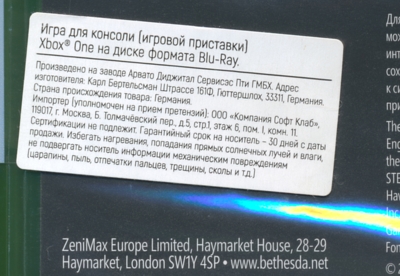 Игра для консоли (игровой приставки)
Xbox® One на диске формата Blu-Ray.
Произведено на заводе Арвато Диджитал Сервисэс Пти ГМБХ. Адрес
изготовителя: Карл Бертельсман Штрассе 161Ф, Гютторшлох, 33311, Германия.
Страна происхождения товара: Германия.
Импортер (уполномочен на прием претензий): ООО «Компания Софт Клаб»,
119017, г. Москва, Б. Толмачёвский пер., д.5, стр.1, этаж 6, пом. I, комн. 11.
Сертификации не подлежит. Гарантийный срок на носитель – 30 дней с даты
продажи. Избегать нагревания, попадания прямых солнечных лучей и влаги,
не подвергать носитель информации механическим повреждениям
(царапины, пыль, отпечатки пальцев, трещины, сколы и т.д.)
ZeniMax Europe Limited, Haymarket House, 28-29
Haymarket, London SW1Y 4SP • www.bethesda.net